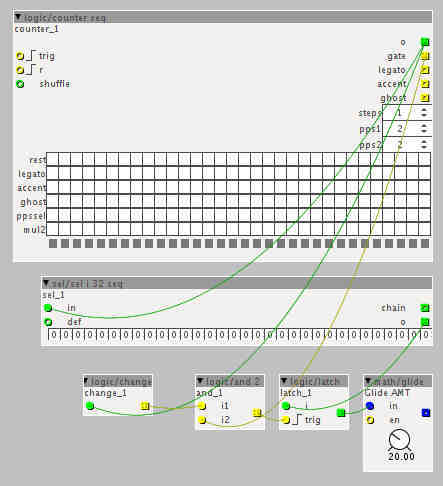 logic/counter seq
counter_1
o
trig gate
r legato
shuffle accent
ghost
steps 1
pps1 2
pps2 2
rest
legato
accent
ghost
ppssel
mul2
sel/sel i 32 seq
sel_1
in chain
def o
0 0 0 0 0 0 0 0 0 0 0 0 0 0 0 0 0 0 0 0 0 0 0 0 0 0 0 0 0 0 0 0
logic/change logic/and 2 logic/latch math/glide
change_1 and_1 latch_1 Glide AMT
i1 i in
i2 trig en
20.00